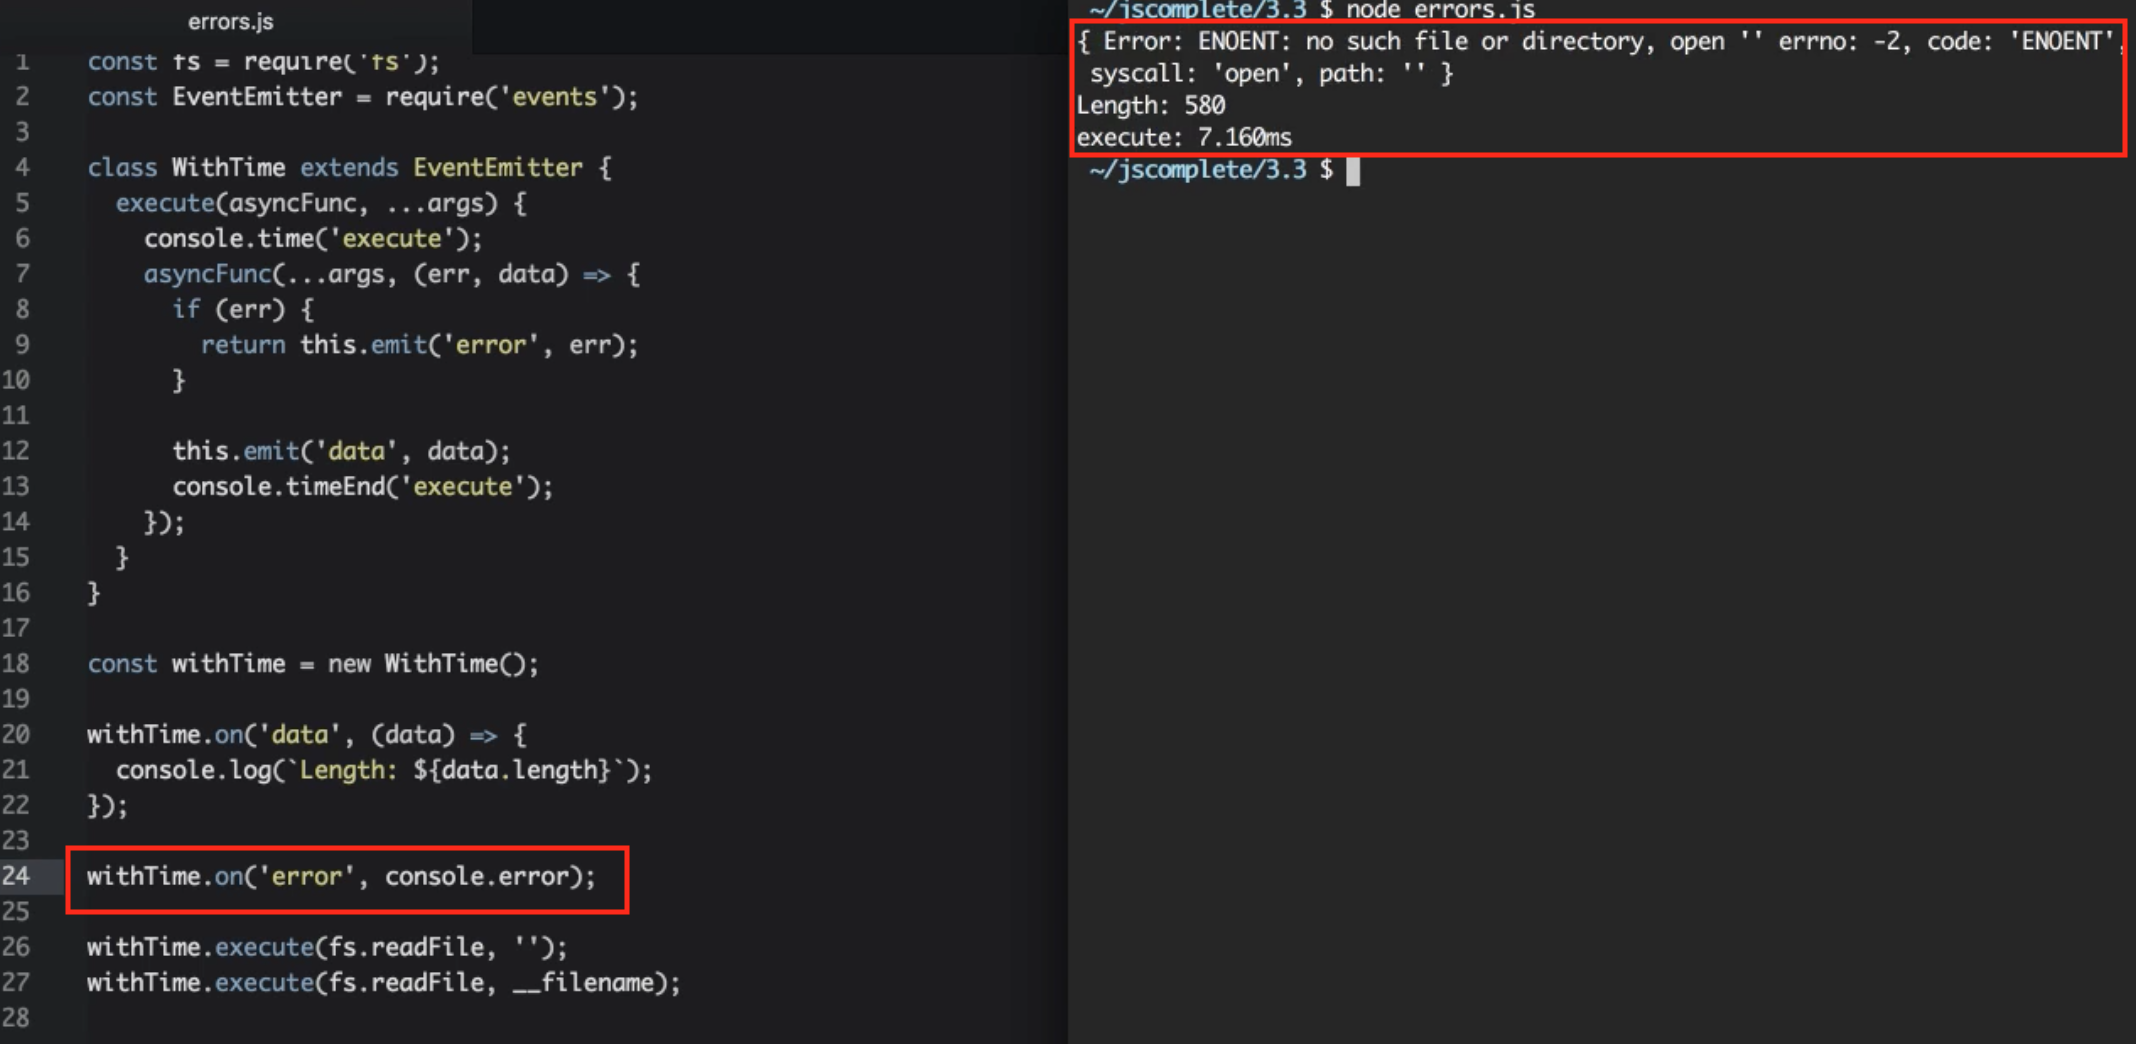 errors.js
1 const fs = require('fs');
2 const EventEmitter = require('events');
3
4 class WithTime extends EventEmitter {
5 execute(asyncFunc, ...args) {
6 console.time('execute');
7 asyncFunc(...args, (err, data) => {
8 if (err) {
9 return this.emit('error', err);
10 }
11
12 this.emit('data', data);
13 console.timeEnd('execute');
14 });
15 }
16 }
17
18 const withTime = new WithTime();
19
20 withTime.on('data', (data) => {
21 console.log(`Length: ${data.length}`);
22 });
23
24 withTime.on('error', console.error);
25
26 withTime.execute(fs.readFile, '');
27 withTime.execute(fs.readFile, __filename);
28
~/jscomplete/3.3 $ node errors.js
{ Error: ENOENT: no such file or directory, open '' errno: -2, code: 'ENOENT',
syscall: 'open', path: '' }
Length: 580
execute: 7.160ms
~/jscomplete/3.3 $